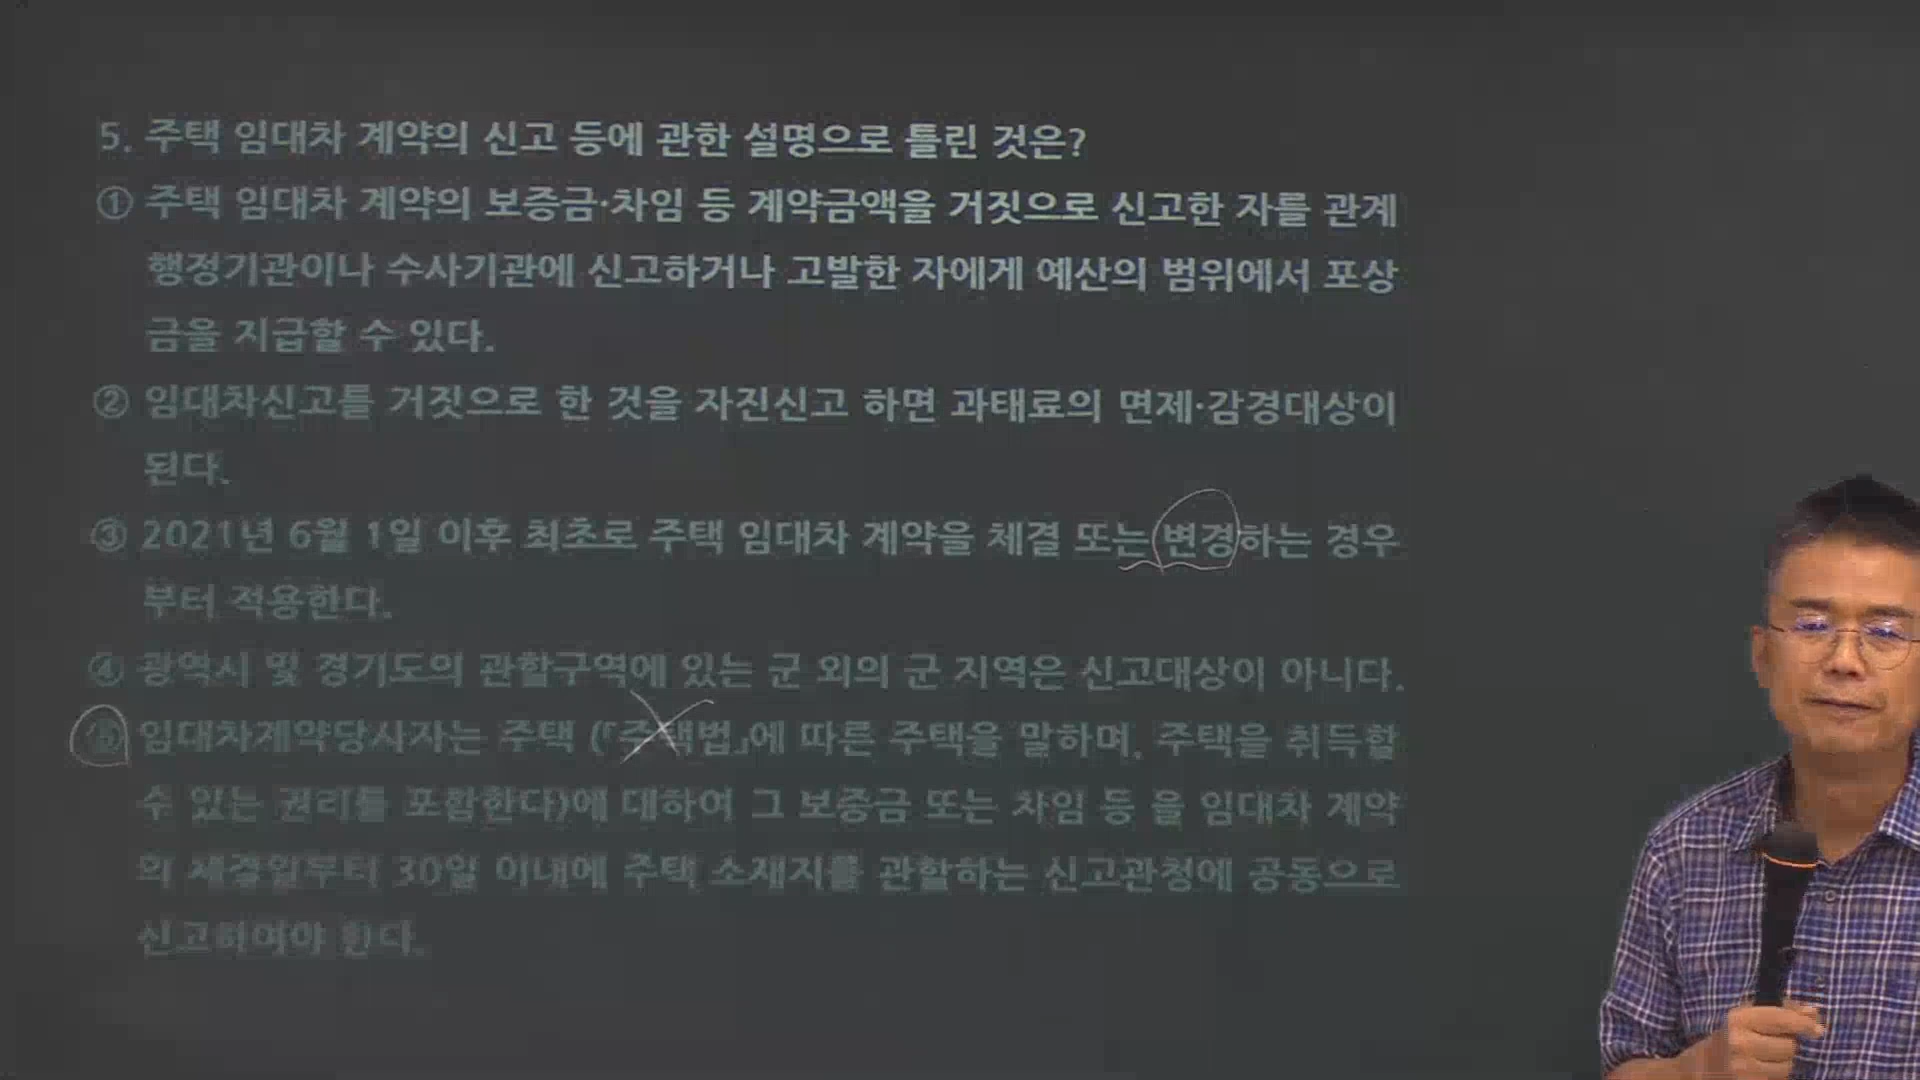 5. 주택 임대차 계약의 신고 등에 관한 설명으로 틀린 것은?
① 주택 임대차 계약의 보증금·차임 등 계약금액을 거짓으로 신고한 자를 관계
행정기관이나 수사기관에 신고하거나 고발한 자에게 예산의 범위에서 포상
금을 지급할 수 있다.
② 임대차신고를 거짓으로 한 것을 자진신고 하면 과태료의 면제·감경대상이
된다.
③ 2021년 6월 1일 이후 최초로 주택 임대차 계약을 체결 또는 변경하는 경우
부터 적용한다.
④ 광역시 및 경기도의 관할구역에 있는 군 외의 군 지역은 신고대상이 아니다.
⑤ 임대차계약당사자는 주택 (「주택법」에 따른 주택을 말하며, 주택을 취득할
수 있는 권리를 포함한다)에 대하여 그 보증금 또는 차임 등 을 임대차 계약
의 체결일부터 30일 이내에 주택 소재지를 관할하는 신고관청에 공동으로
신고하여야 한다.